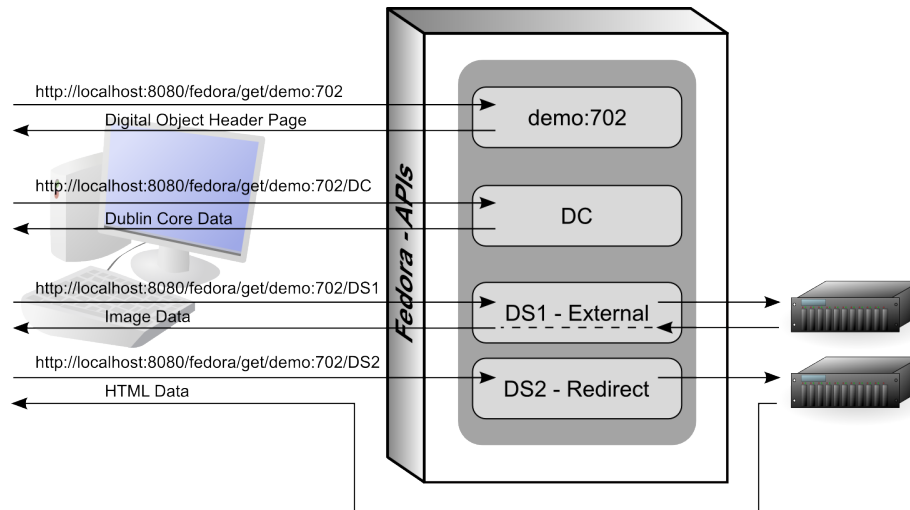 http://localhost:8080/fedora/get/demo:702
Digital Object Header Page
demo:702
http://localhost:8080/fedora/get/demo:702/DC
Dublin Core Data
DC
Fedora - APIs
http://localhost:8080/fedora/get/demo:702/DS1
Image Data
DS1 - External
http://localhost:8080/fedora/get/demo:702/DS2
HTML Data
DS2 - Redirect